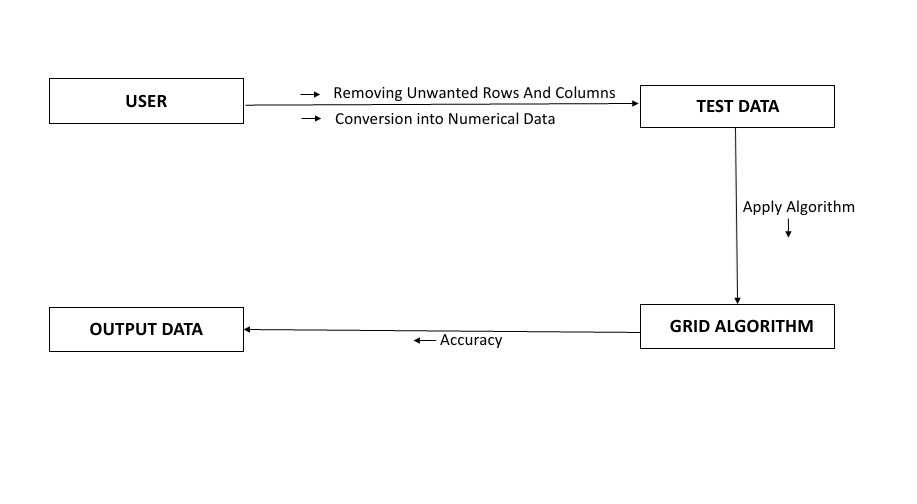 USER
Removing Unwanted Rows And Columns
Conversion into Numerical Data
TEST DATA
Apply Algorithm
GRID ALGORITHM
Accuracy
OUTPUT DATA